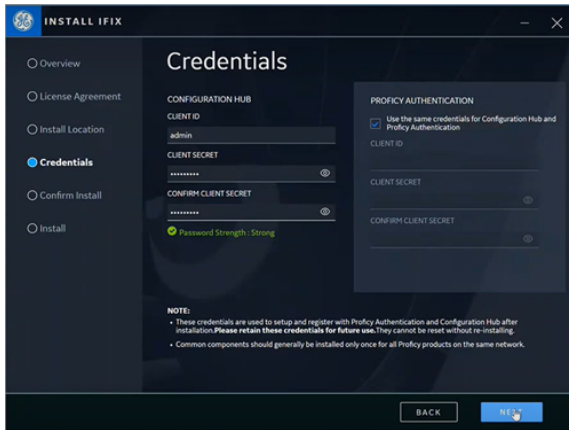 INSTALL IFIX
Overview
License Agreement
Install Location
Credentials
Confirm Install
Install
Credentials
CONFIGURATION HUB
CLIENT ID
admin
CLIENT SECRET
•••••••••
CONFIRM CLIENT SECRET
•••••••••
Password Strength : Strong
PROFICY AUTHENTICATION
Use the same credentials for Configuration Hub and
Proficy Authentication
CLIENT ID
CLIENT SECRET
CONFIRM CLIENT SECRET
NOTE:
• These credentials are used to setup and register with Proficy Authentication and Configuration Hub after
installation.Please retain these credentials for future use.They cannot be reset without re-installing.
• Common components should generally be installed only once for all Proficy products on the same network.
BACK
NEXT